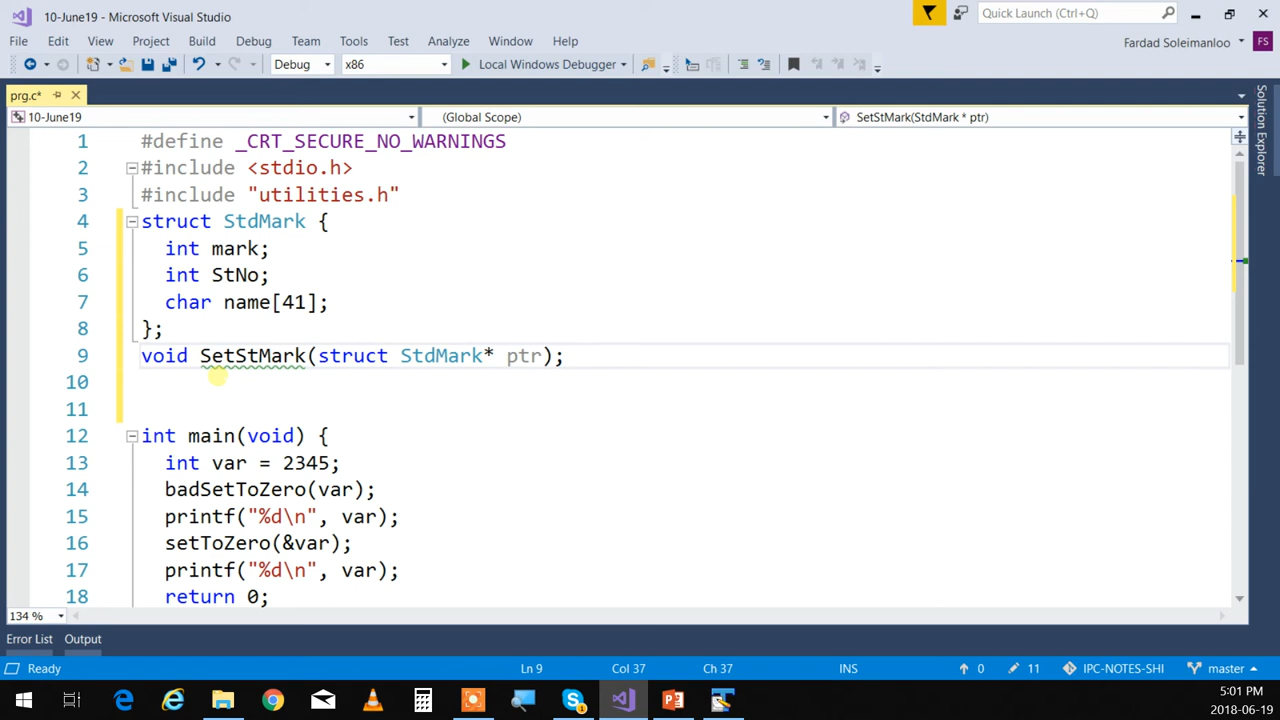 10-June19 - Microsoft Visual Studio
Quick Launch (Ctrl+Q)
File Edit View Project Build Debug Team Tools Test Analyze Window Help
Fardad Soleimanloo FS
Debug x86 Local Windows Debugger
prg.c*
Solution Explorer
10-June19 (Global Scope) SetStMark(StdMark * ptr)
1 #define _CRT_SECURE_NO_WARNINGS
2 #include <stdio.h>
3 #include "utilities.h"
4 struct StdMark {
5 int mark;
6 int StNo;
7 char name[41];
8 };
9 void SetStMark(struct StdMark* ptr);
10
11
12 int main(void) {
13 int var = 2345;
14 badSetToZero(var);
15 printf("%d\n", var);
16 setToZero(&var);
17 printf("%d\n", var);
18 return 0;
134 %
Error List Output
Ready Ln 9 Col 37 Ch 37 INS 0 11 IPC-NOTES-SHI master
5:01 PM
2018-06-19